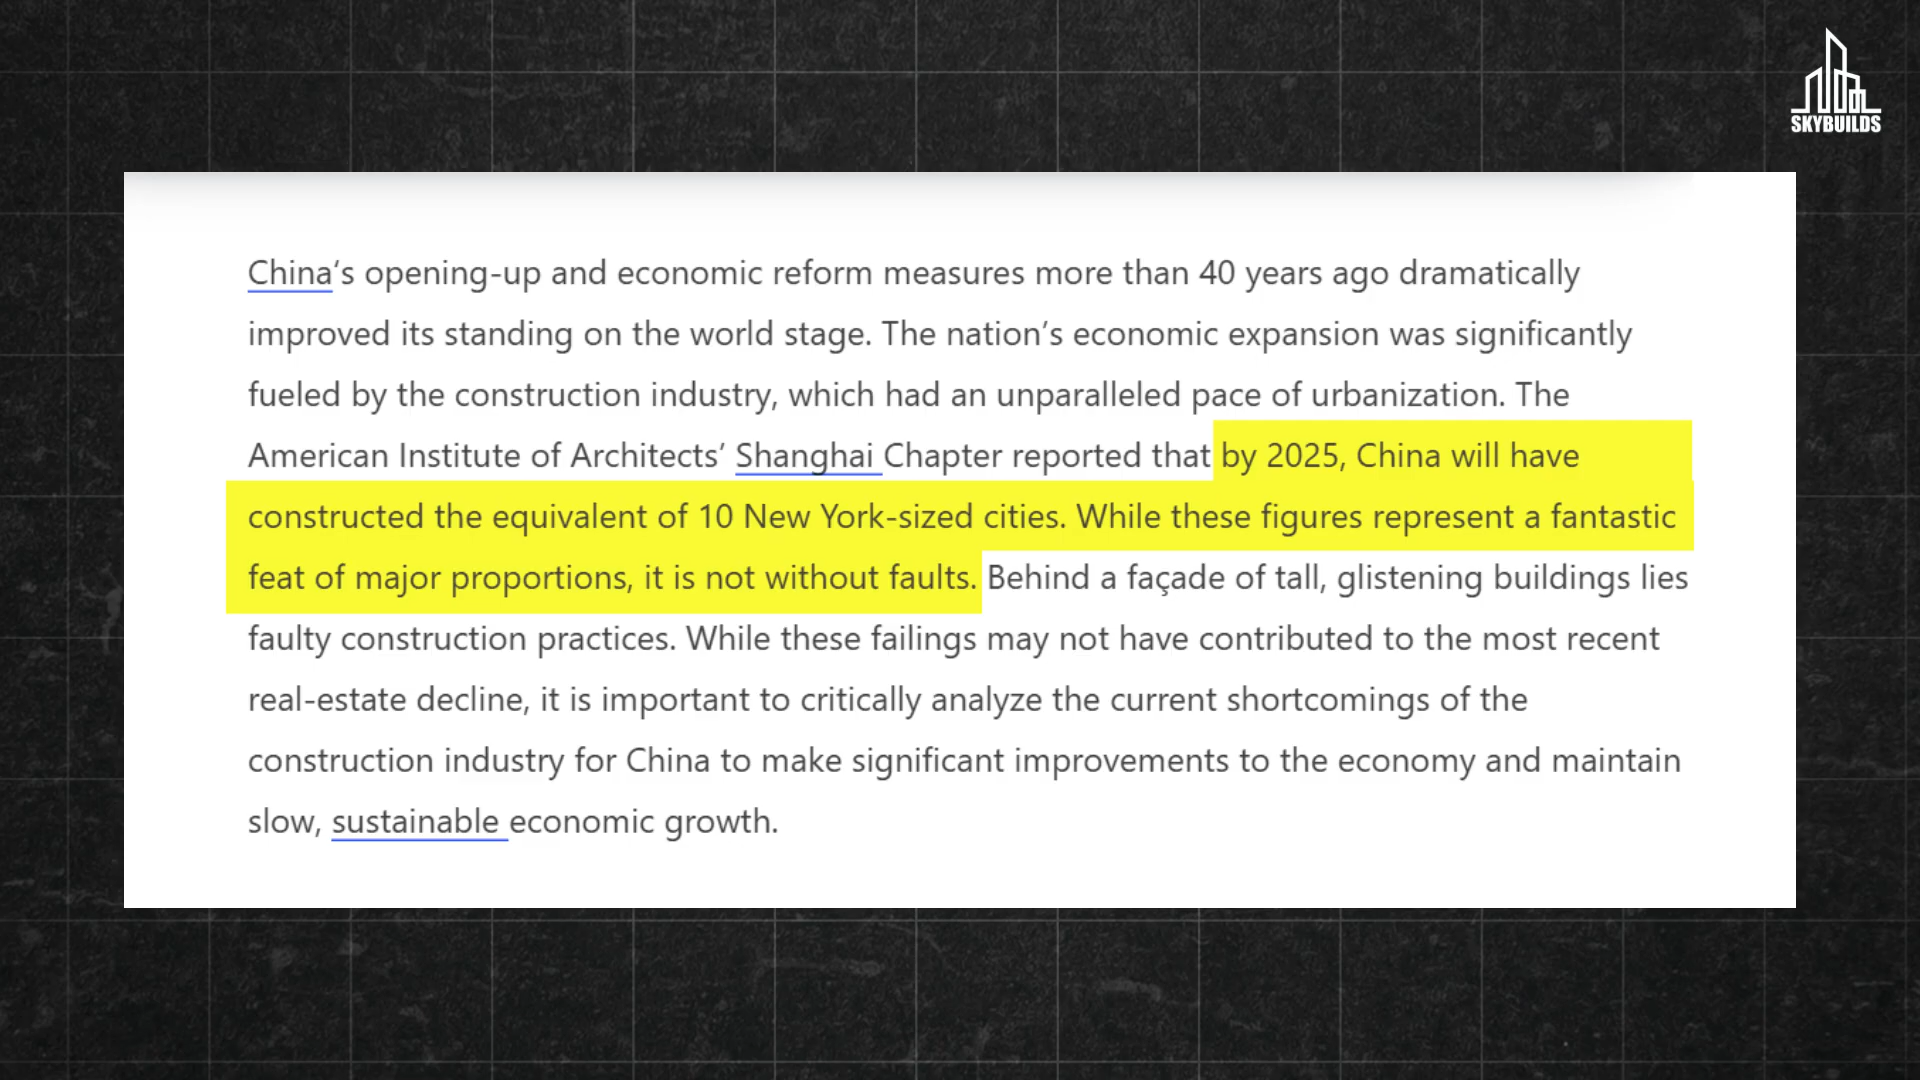 SKYBUILDS
China‘s opening-up and economic reform measures more than 40 years ago dramatically
improved its standing on the world stage. The nation’s economic expansion was significantly
fueled by the construction industry, which had an unparalleled pace of urbanization. The
American Institute of Architects’ Shanghai Chapter reported that by 2025, China will have
constructed the equivalent of 10 New York-sized cities. While these figures represent a fantastic
feat of major proportions, it is not without faults. Behind a façade of tall, glistening buildings lies
faulty construction practices. While these failings may not have contributed to the most recent
real-estate decline, it is important to critically analyze the current shortcomings of the
construction industry for China to make significant improvements to the economy and maintain
slow, sustainable economic growth.